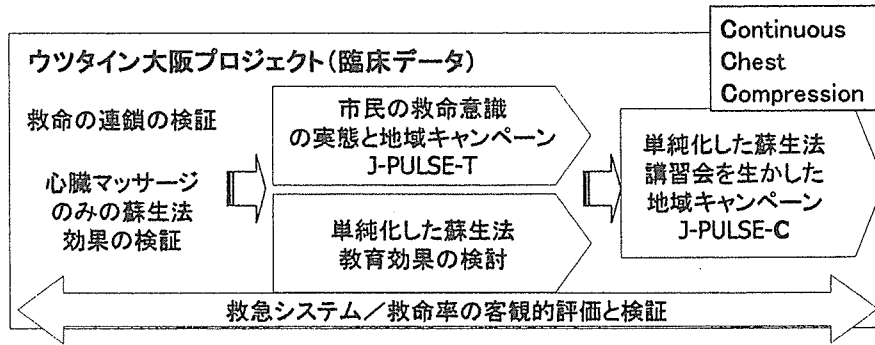 Continuous
Chest
Compression
ウツタイン大阪プロジェクト(臨床データ)
救命の連鎖の検証
心臓マッサージ
のみの蘇生法
効果の検証
市民の救命意識
の実態と地域キャンペーン
J-PULSE-T
単純化した蘇生法
教育効果の検討
単純化した蘇生法
講習会を生かした
地域キャンペーン
J-PULSE-C
救急システム/救命率の客観的評価と検証